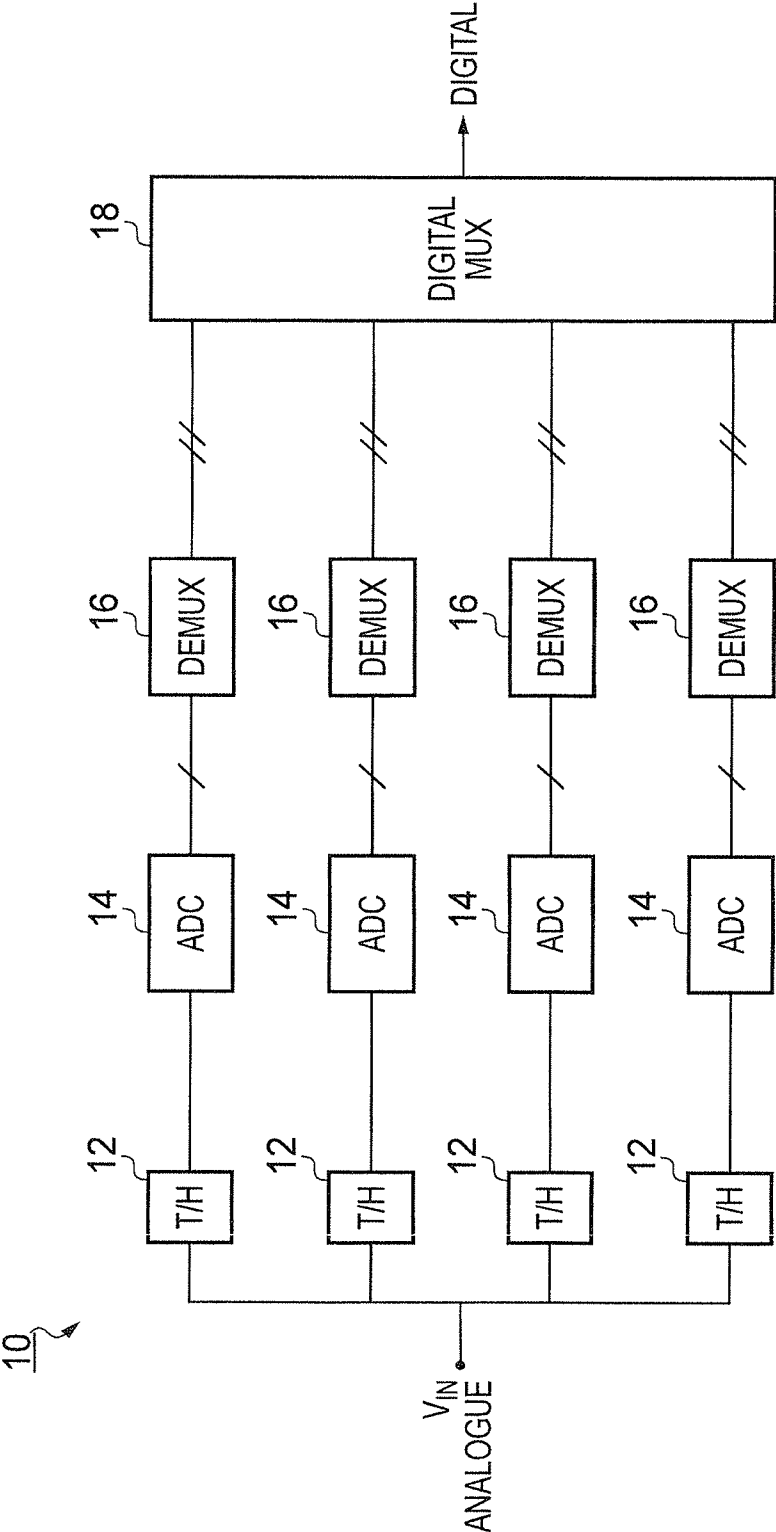 10
V_IN
ANALOGUE
12
T/H
14
ADC
16
DEMUX
12
T/H
14
ADC
16
DEMUX
12
T/H
14
ADC
16
DEMUX
12
T/H
14
ADC
16
DEMUX
18
DIGITAL
MUX
DIGITAL